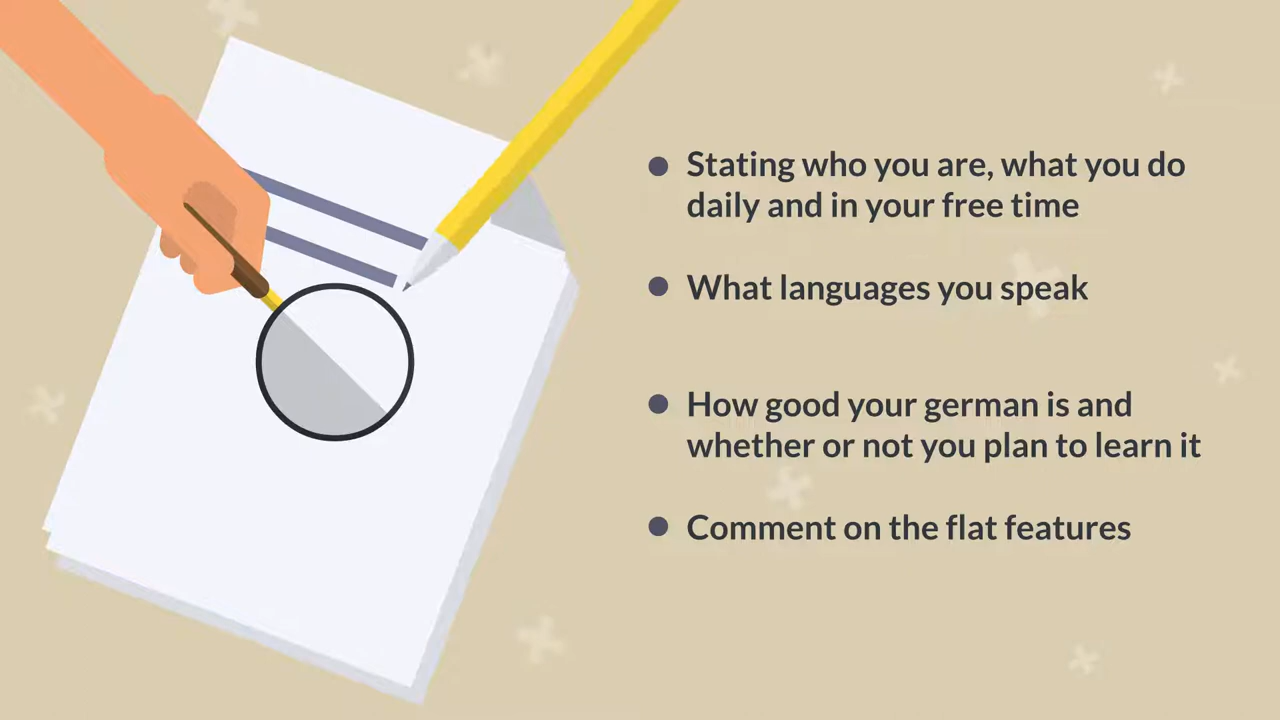 Stating who you are, what you do
daily and in your free time
What languages you speak
How good your german is and
whether or not you plan to learn it
Comment on the flat features